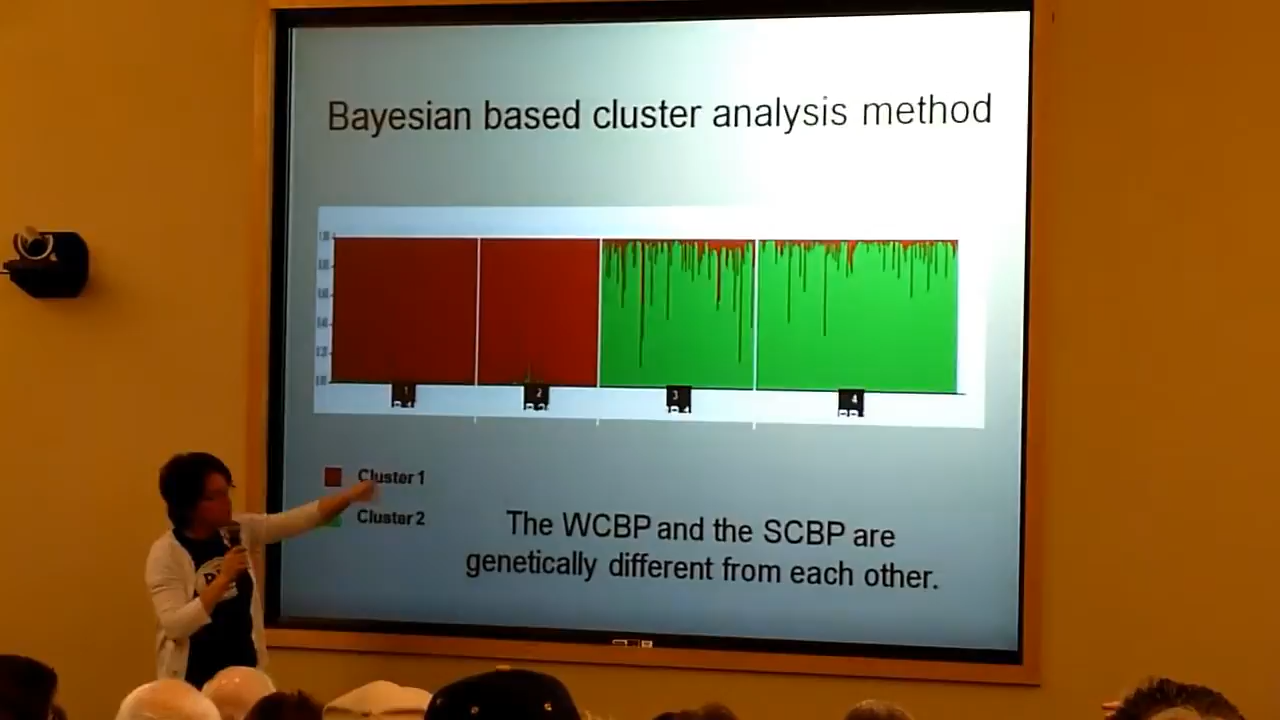 Bayesian based cluster analysis method
1
2
3
4
Cluster 1
Cluster 2
The WCBP and the SCBP are
genetically different from each other.